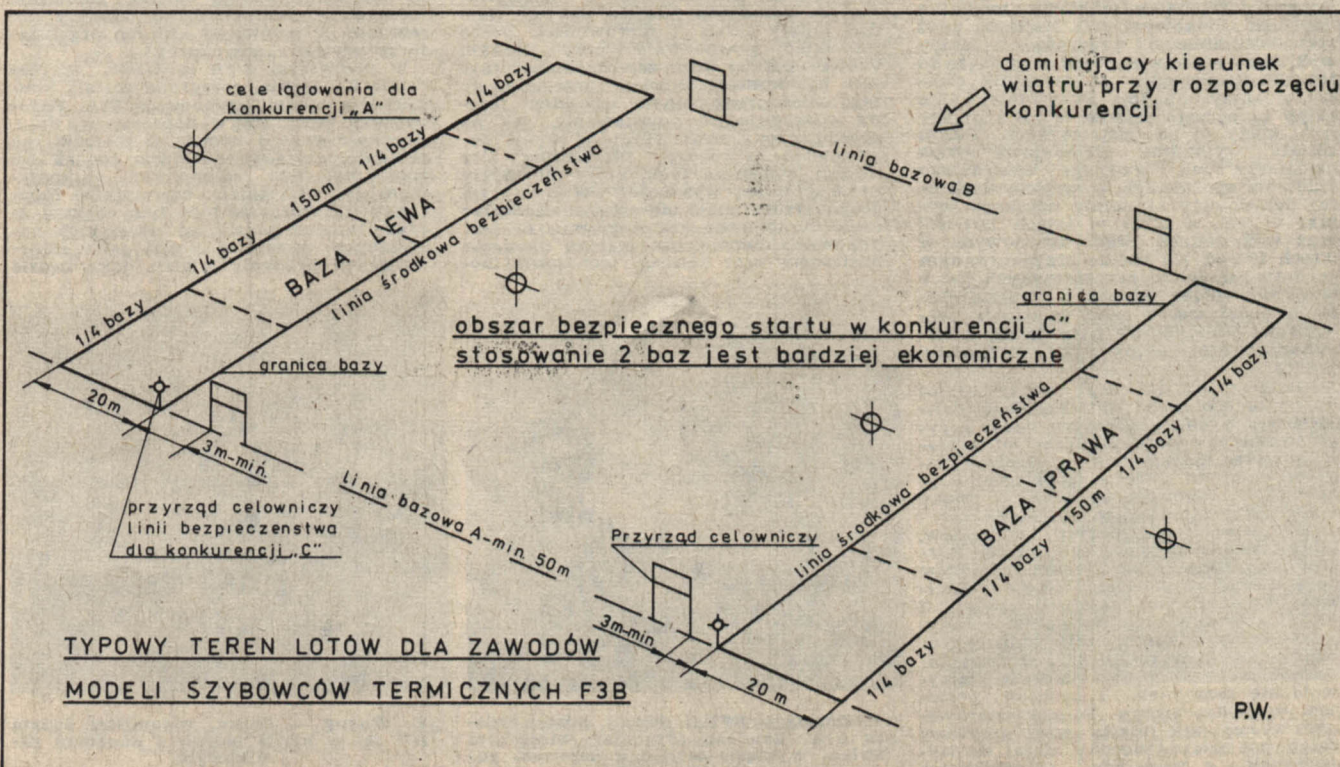 cele lądowania dla
konkurencji „A”
dominujacy kierunek
wiatru przy rozpoczęciu
konkurencji
1/4 bazy
1/4 bazy
150m
1/4 bazy
1/4 bazy
BAZA LEWA
linia środkowa bezbieczeństwa
linia bazowa B
granica bazy
obszar bezpiecznego startu w konkurencji „C”
stosowanie 2 baz jest bardziej ekonomiczne
granica bazy
20m
3m-miń.
linia bazowa A-min. 50m
przyrząd celowniczy
linii bezpieczenstwa
dla konkurencji „C”
Przyrząd celowniczy
linia środkowa bezpieczeństwa
BAZA PRAWA
1/4 bazy
1/4 bazy
150m
1/4 bazy
1/4 bazy
3m-min.
20 m
TYPOWY TEREN LOTÓW DLA ZAWODÓW
MODELI SZYBOWCÓW TERMICZNYCH F3B
P.W.